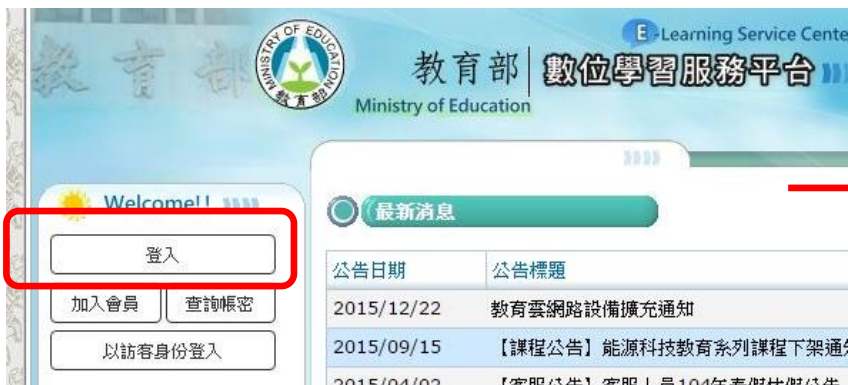 教育部
MINISTRY OF EDUCATION
教育部
E-Learning Service Cente
教育部 數位學習服務平台
Ministry of Education
Welcome!!
登入
加入會員 查詢帳密
以訪客身份登入
最新消息
公告日期 公告標題
2015/12/22 教育雲網路設備擴充通知
2015/09/15 【課程公告】能源科技教育系列課程下架通
2015/04/02